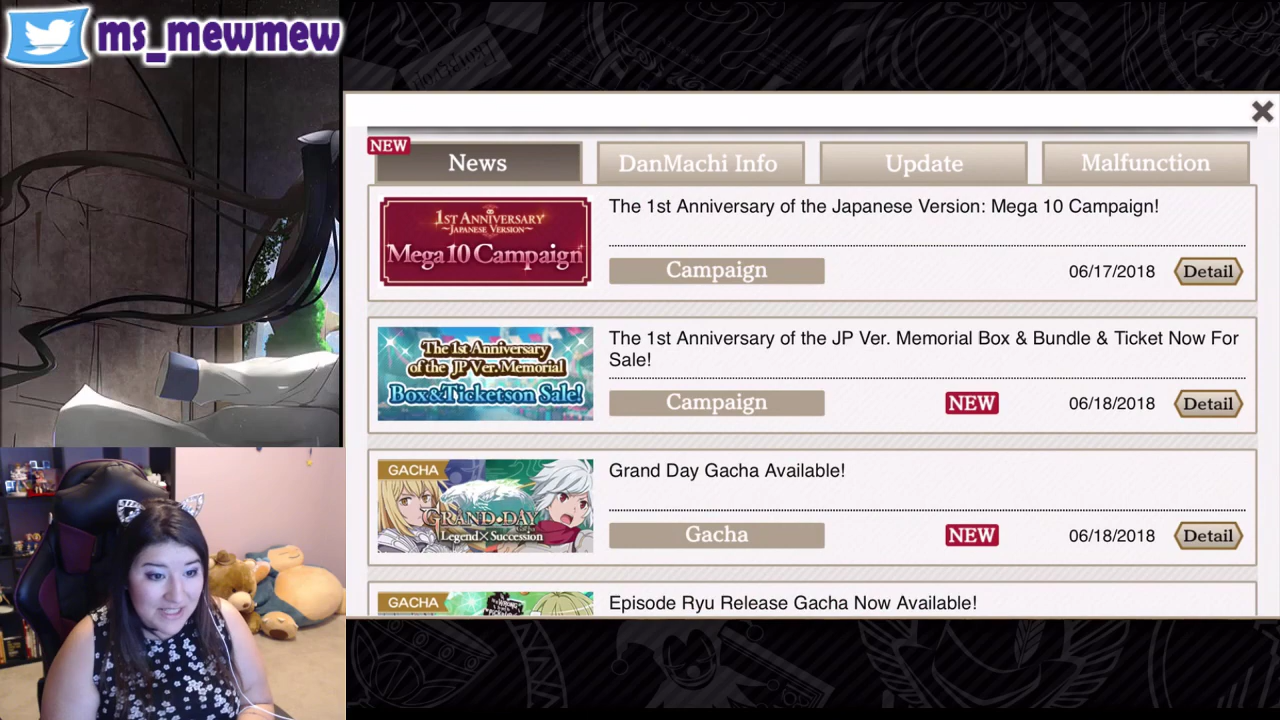 ms_mewmew
NEW
News
DanMachi Info
Update
Malfunction
1ST ANNIVERSARY
~JAPANESE VERSION~
Mega 10 Campaign
The 1st Anniversary of the Japanese Version: Mega 10 Campaign!
Campaign
06/17/2018
Detail
The 1st Anniversary
of the JP Ver. Memorial
Box&Ticketson Sale!
The 1st Anniversary of the JP Ver. Memorial Box & Bundle & Ticket Now For
Sale!
Campaign
NEW
06/18/2018
Detail
GACHA
GRAND•DAY
Legend×Succession
Grand Day Gacha Available!
Gacha
NEW
06/18/2018
Detail
GACHA
Episode Ryu Release Gacha Now Available!